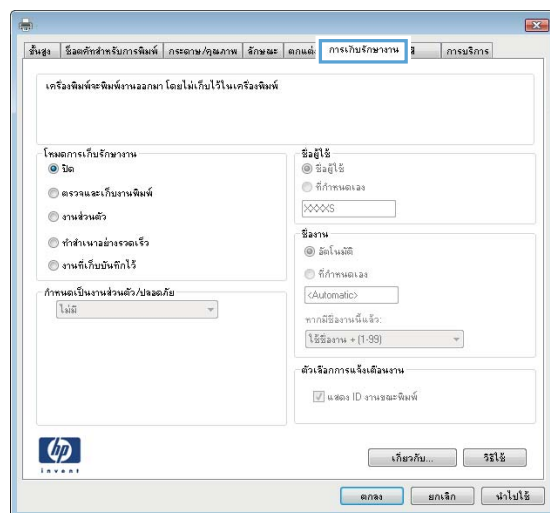 ขั้นสูง
ช็อตคัทสำหรับการพิมพ์
กระดาษ/คุณภาพ
ลักษณะ
ตกแต่ง
การเก็บรักษางาน
สี
การบริการ
เครื่องพิมพ์จะพิมพ์งานออกมา โดยไม่เก็บไว้ในเครื่องพิมพ์
โหมดการเก็บรักษางาน
ปิด
ตรวจและเก็บงานพิมพ์
งานส่วนตัว
ทำสำเนาอย่างรวดเร็ว
งานที่เก็บบันทึกไว้
กำหนดเป็นงานส่วนตัว/ปลอดภัย
ไม่มี
ชื่อผู้ใช้
ชื่อผู้ใช้
ที่กำหนดเอง
XXXXS
ชื่องาน
อัตโนมัติ
ที่กำหนดเอง
<Automatic>
หากมีชื่องานนี้แล้ว:
ใช้ชื่องาน + (1-99)
ตัวเลือกการแจ้งเตือนงาน
แสดง ID งานขณะพิมพ์
hp
invent
เกี่ยวกับ...
วิธีใช้
ตกลง
ยกเลิก
นำไปใช้